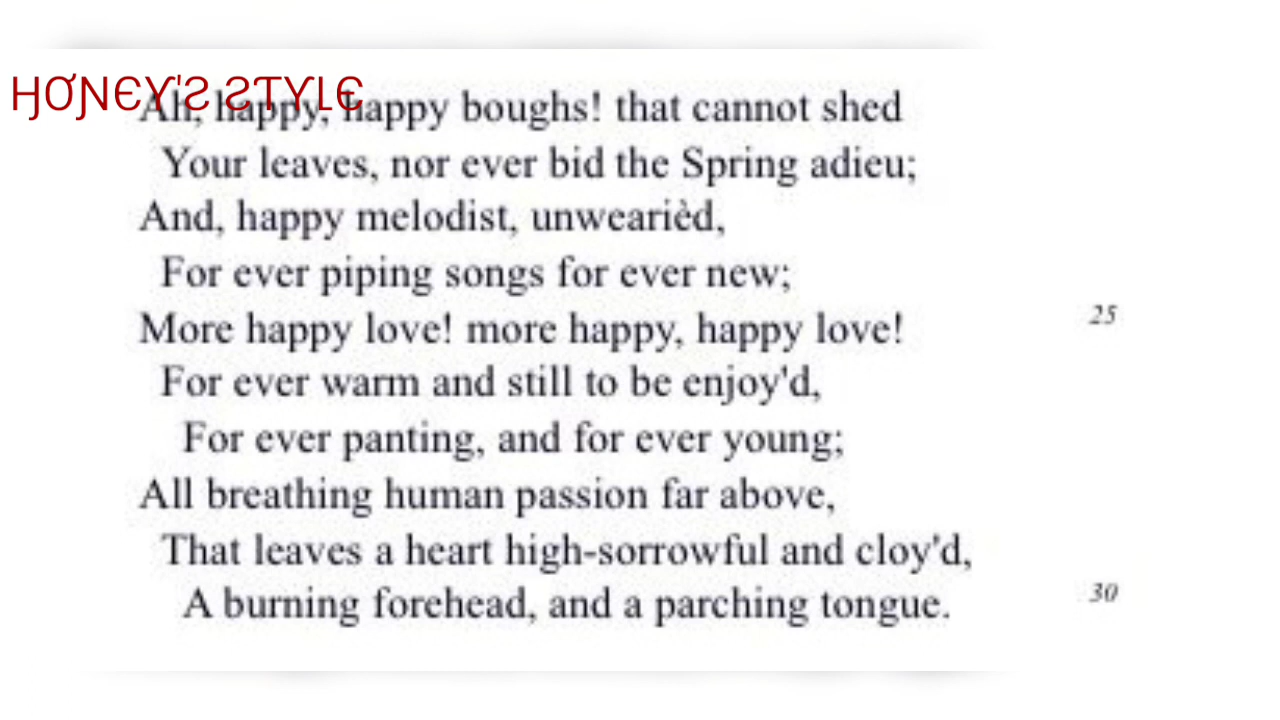 HONEY'S STYLE
Ah, happy, happy boughs! that cannot shed
Your leaves, nor ever bid the Spring adieu;
And, happy melodist, unwearièd,
For ever piping songs for ever new;
More happy love! more happy, happy love! 25
For ever warm and still to be enjoy'd,
For ever panting, and for ever young;
All breathing human passion far above,
That leaves a heart high-sorrowful and cloy'd,
A burning forehead, and a parching tongue. 30